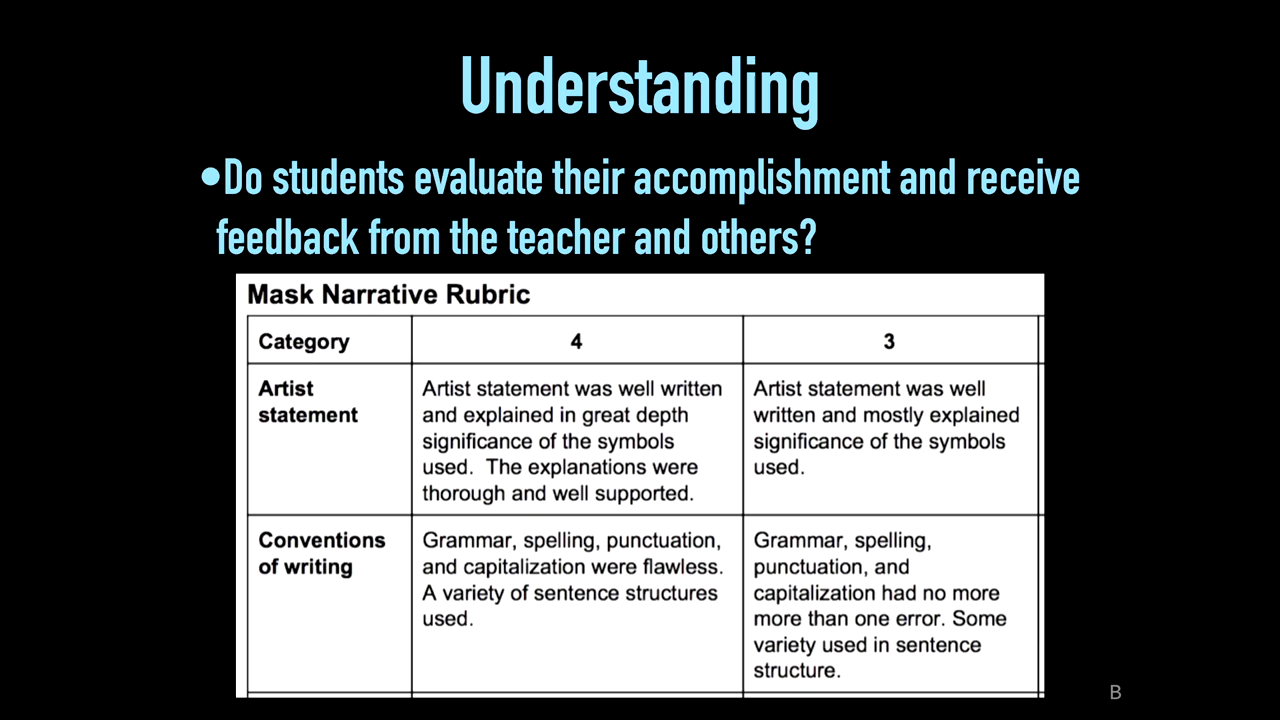 Understanding
•Do students evaluate their accomplishment and receive
feedback from the teacher and others?
Mask Narrative Rubric
Category
4
3
Artist
statement
Artist statement was well written
and explained in great depth
significance of the symbols
used.  The explanations were
thorough and well supported.
Artist statement was well
written and mostly explained
significance of the symbols
used.
Conventions
of writing
Grammar, spelling, punctuation,
and capitalization were flawless.
A variety of sentence structures
used.
Grammar, spelling,
punctuation, and
capitalization had no more
more than one error. Some
variety used in sentence
structure.
B